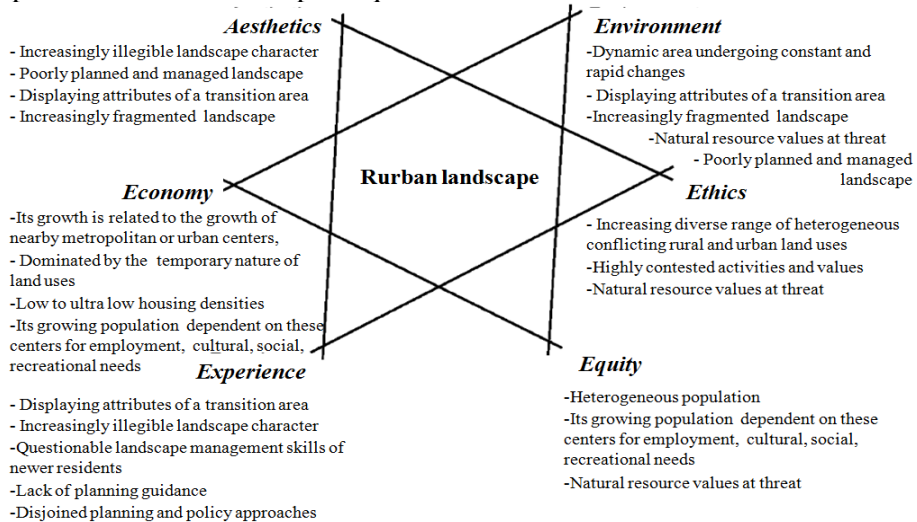 Aesthetics
- Increasingly illegible landscape character
- Poorly planned and managed landscape
- Displaying attributes of a transition area
- Increasingly fragmented landscape
Environment
-Dynamic area undergoing constant and
rapid changes
- Displaying attributes of a transition area
-Increasingly fragmented landscape
-Natural resource values at threat
- Poorly planned and managed
landscape
Rurban landscape
Economy
-Its growth is related to the growth of
nearby metropolitan or urban centers,
- Dominated by the temporary nature of
land uses
-Low to ultra low housing densities
-Its growing population dependent on these
centers for employment, cultural, social,
recreational needs
Ethics
- Increasing diverse range of heterogeneous
conflicting rural and urban land uses
-Highly contested activities and values
-Natural resource values at threat
Experience
- Displaying attributes of a transition area
- Increasingly illegible landscape character
-Questionable landscape management skills of
newer residents
-Lack of planning guidance
-Disjoined planning and policy approaches
Equity
-Heterogeneous population
-Its growing population dependent on these
centers for employment, cultural, social,
recreational needs
-Natural resource values at threat